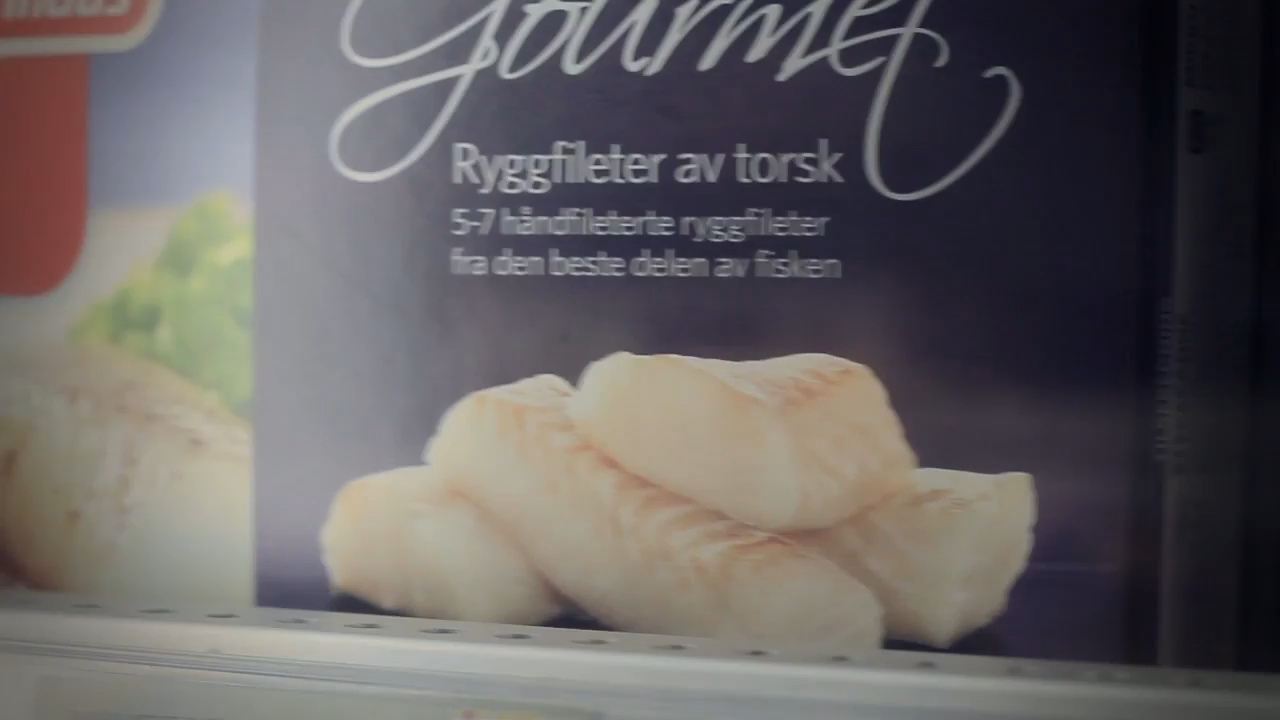 Gourmet
Ryggfileter av torsk
5-7 håndfileterte ryggfileter
fra den beste delen av fisken